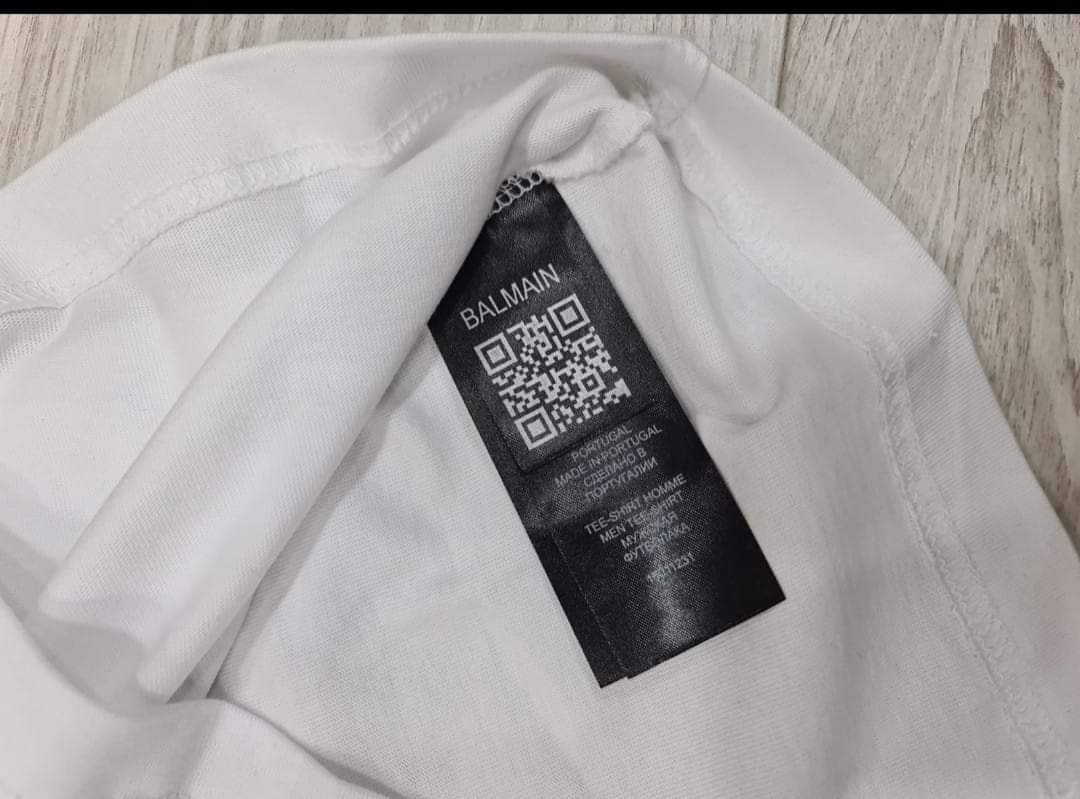 BALMAIN
PORTUGAL
MADE IN PORTUGAL
СДЕЛАНО В
ПОРТУГАЛИИ
TEE-SHIRT HOMME
MEN TEE-SHIRT
МУЖСКАЯ
ФУТБОЛКА